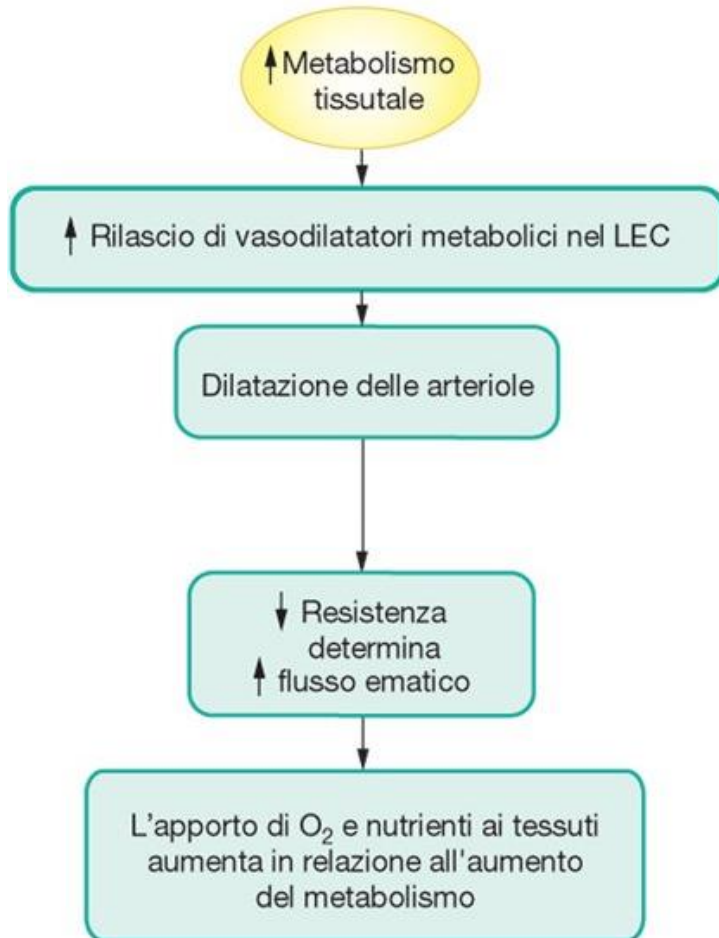 ↑ Metabolismo
tissutale
↑ Rilascio di vasodilatatori metabolici nel LEC
Dilatazione delle arteriole
↓ Resistenza
determina
↑ flusso ematico
L'apporto di O₂ e nutrienti ai tessuti
aumenta in relazione all'aumento
del metabolismo